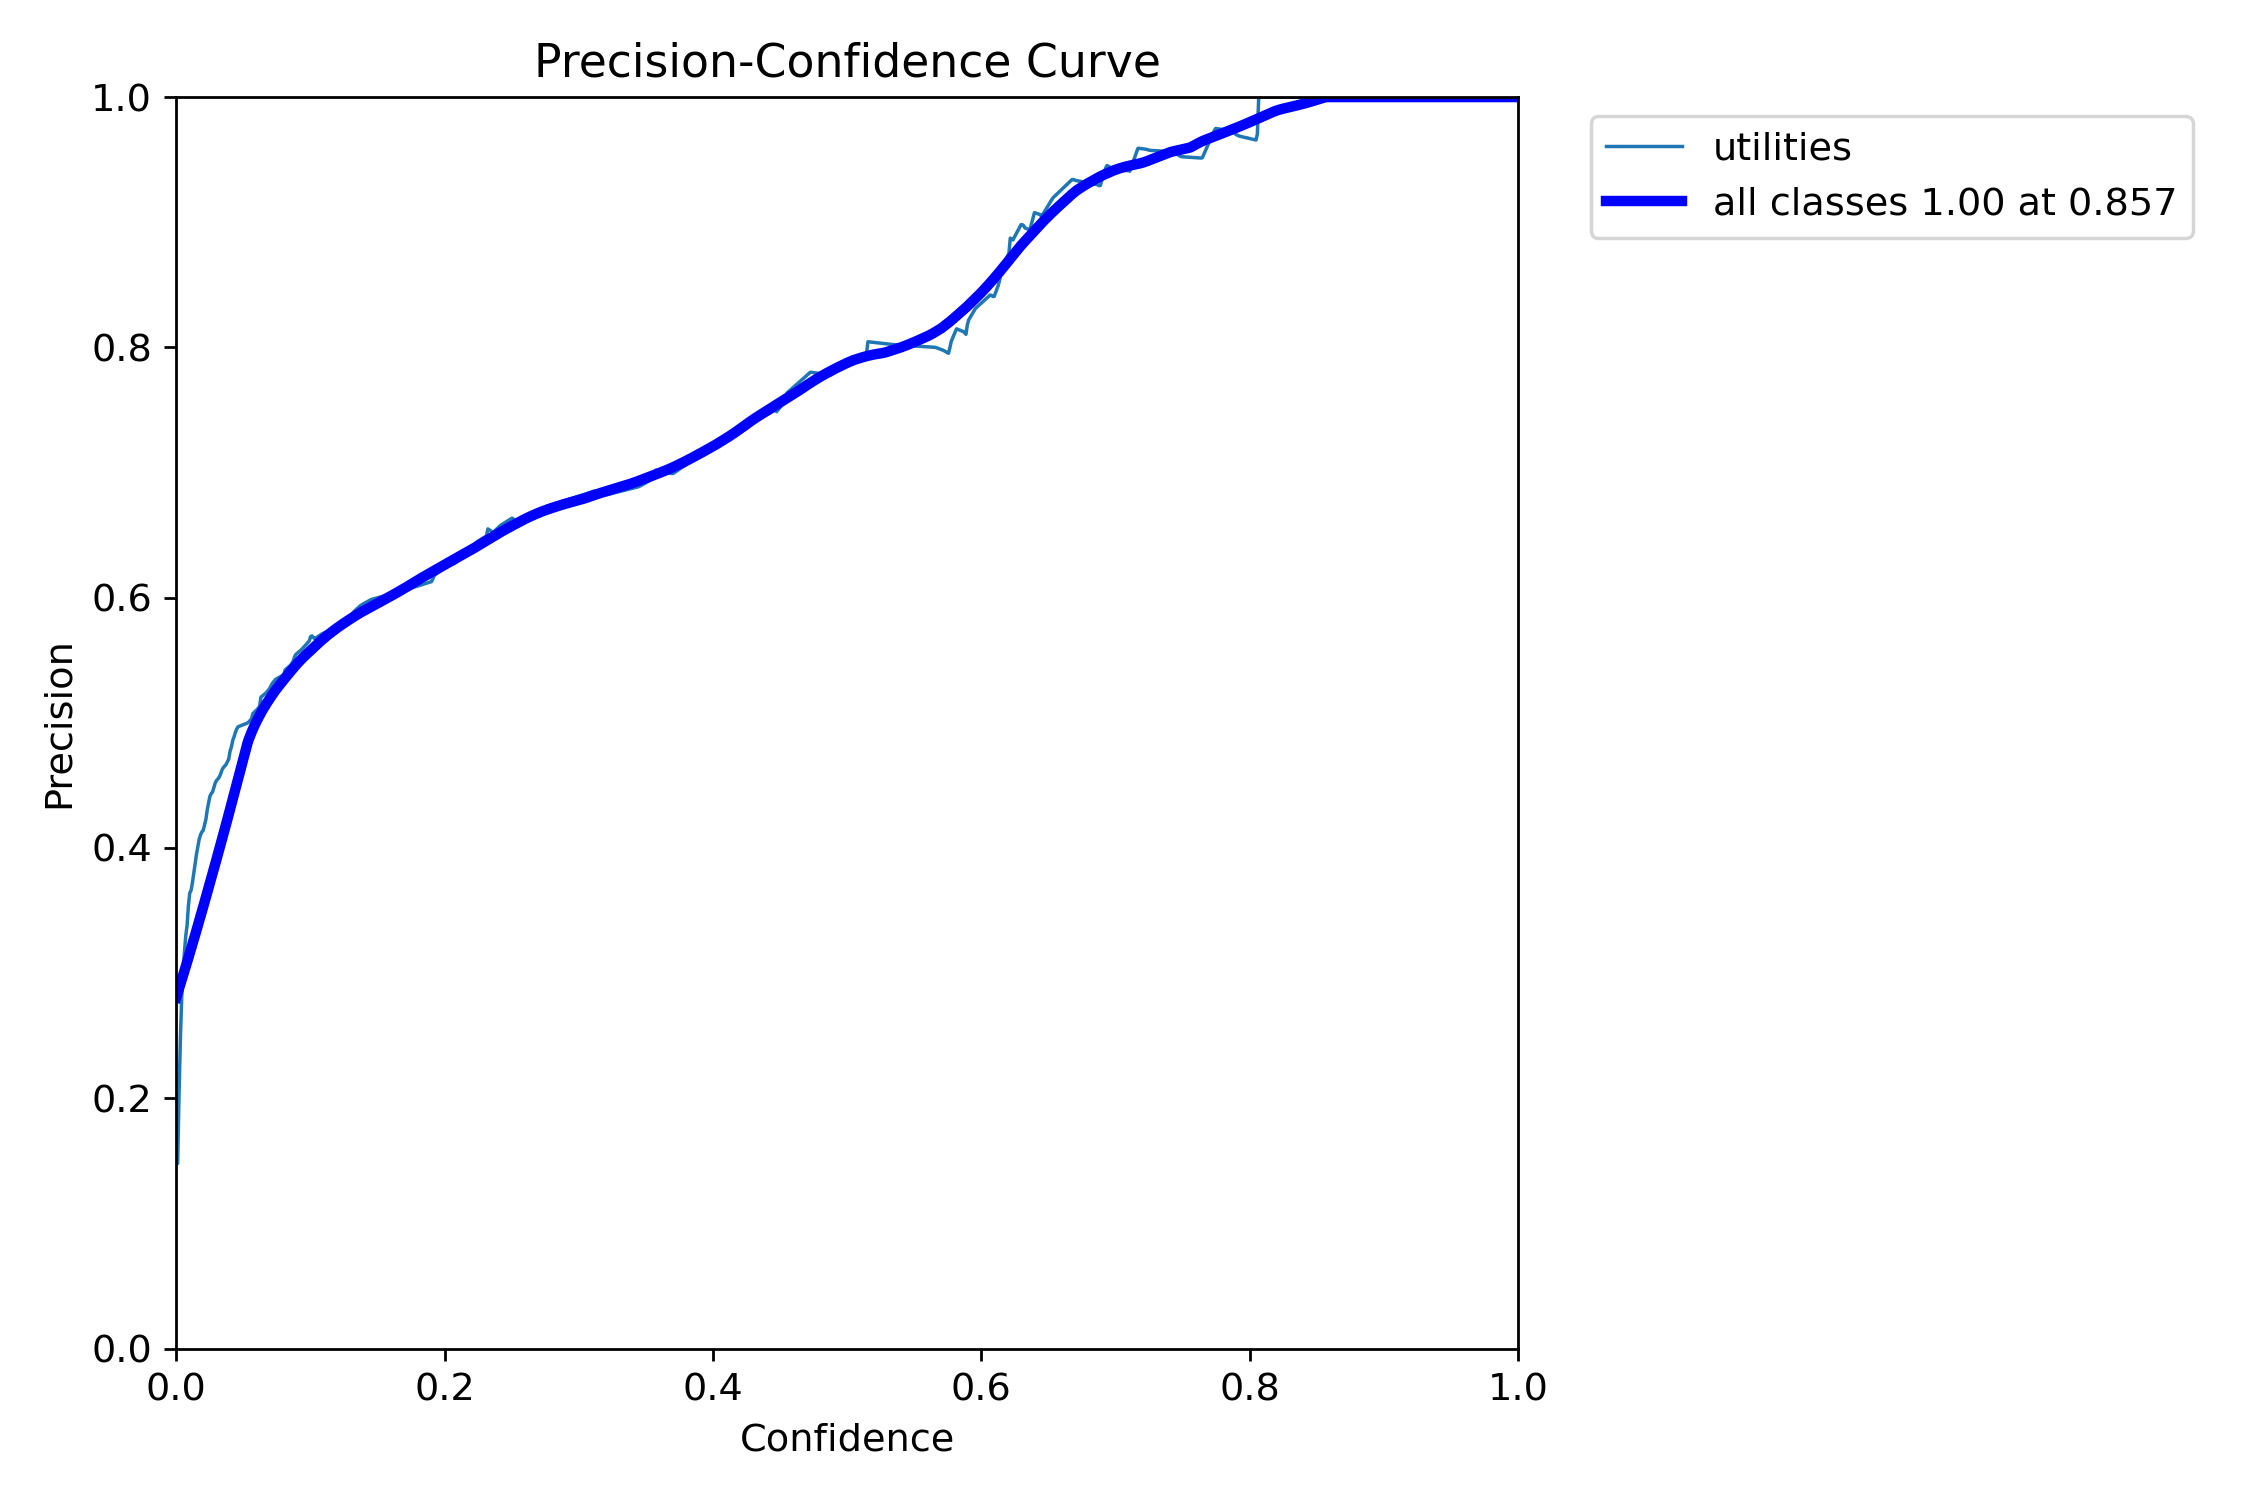 Precision-Confidence Curve
1.0
0.8
0.6
0.4
0.2
0.0
Precision
0.0 0.2 0.4 0.6 0.8 1.0
Confidence
utilities
all classes 1.00 at 0.857